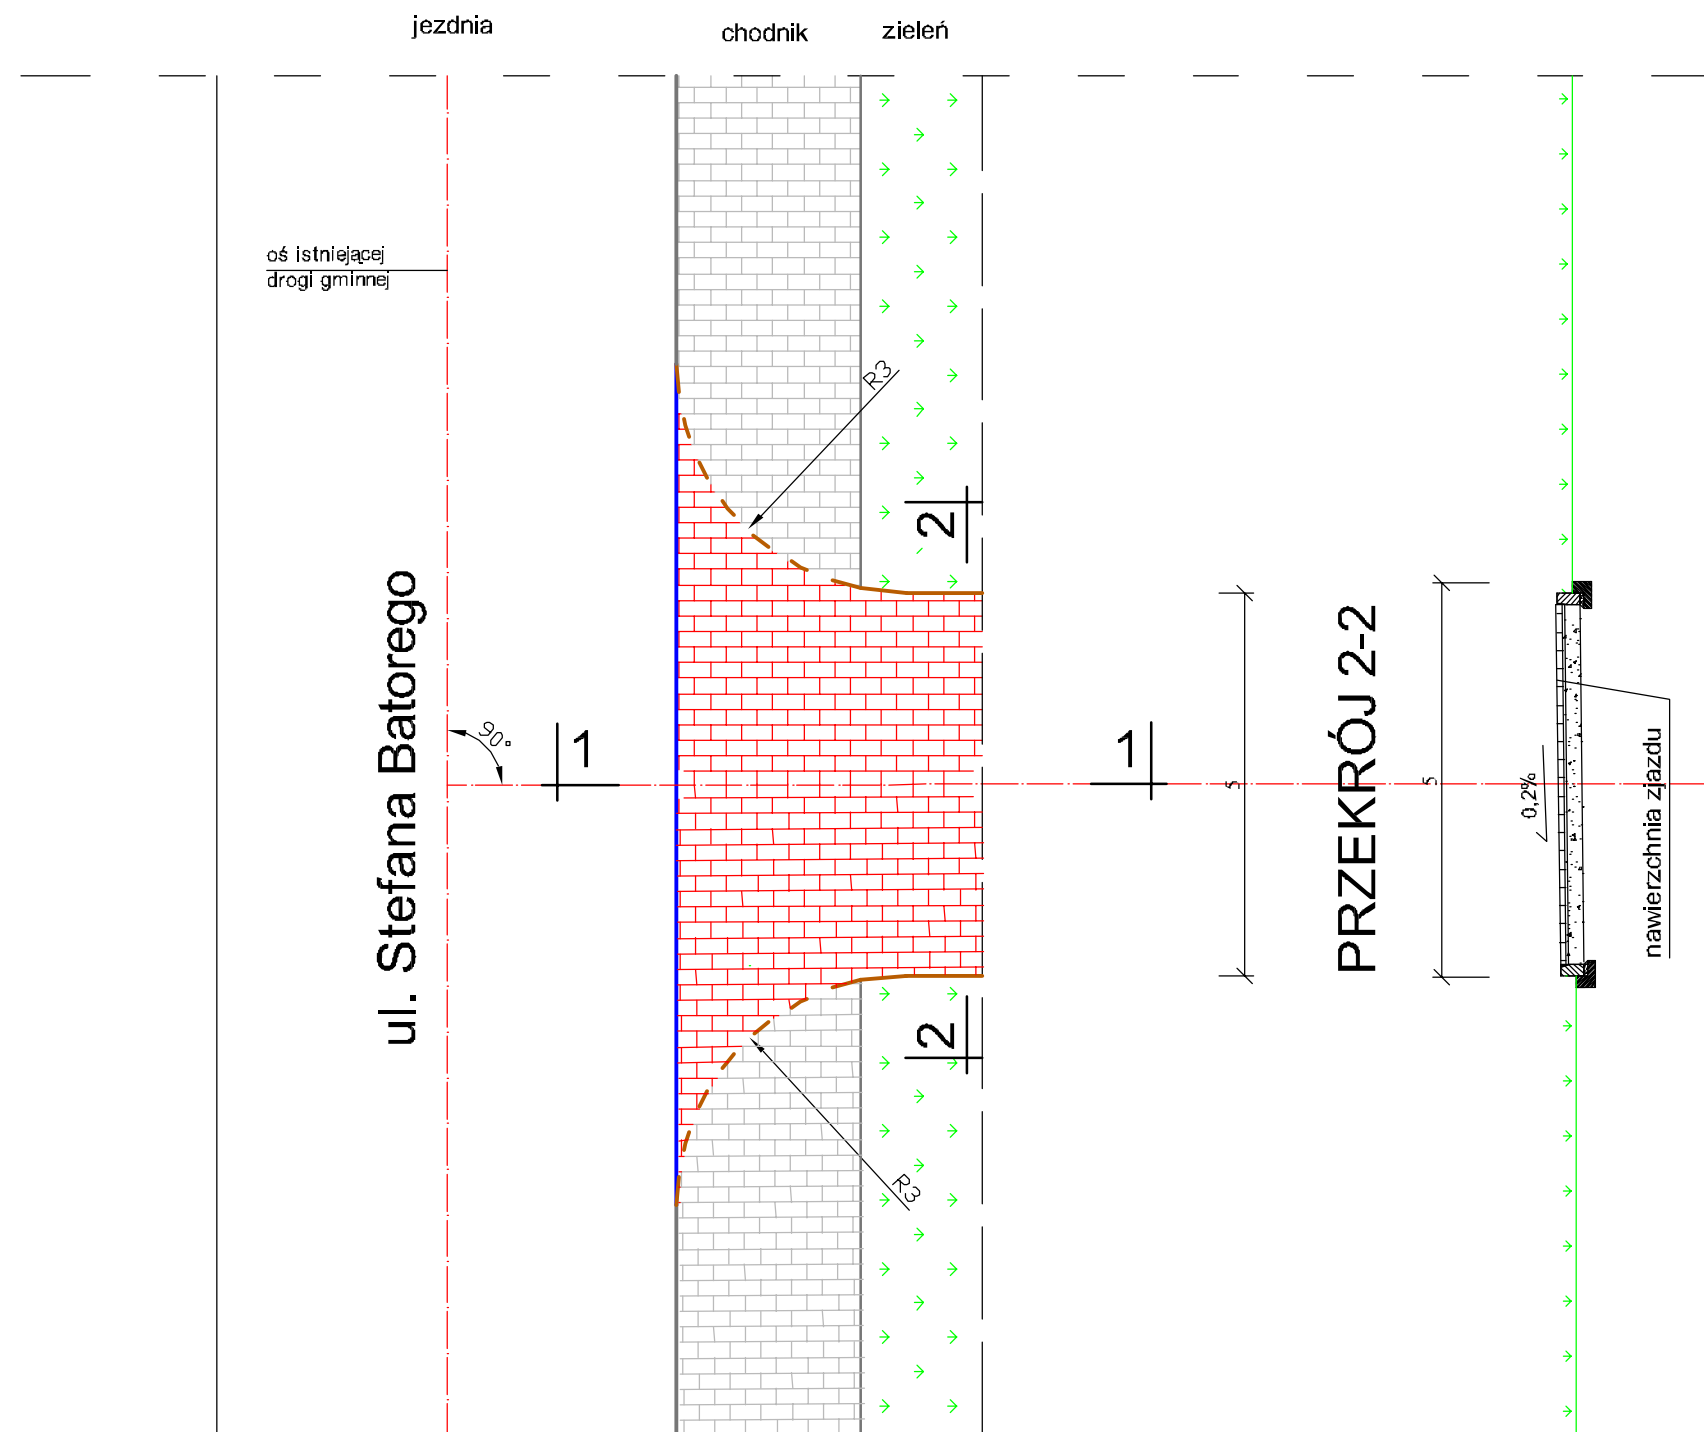 jezdnia
chodnik
zieleń
oś istniejącej
drogi gminnej
R3
2
ul. Stefana Batorego
90°
1
1
5
PRZEKRÓJ 2-2
5
0,2%
nawierzchnia zjazdu
2
R3